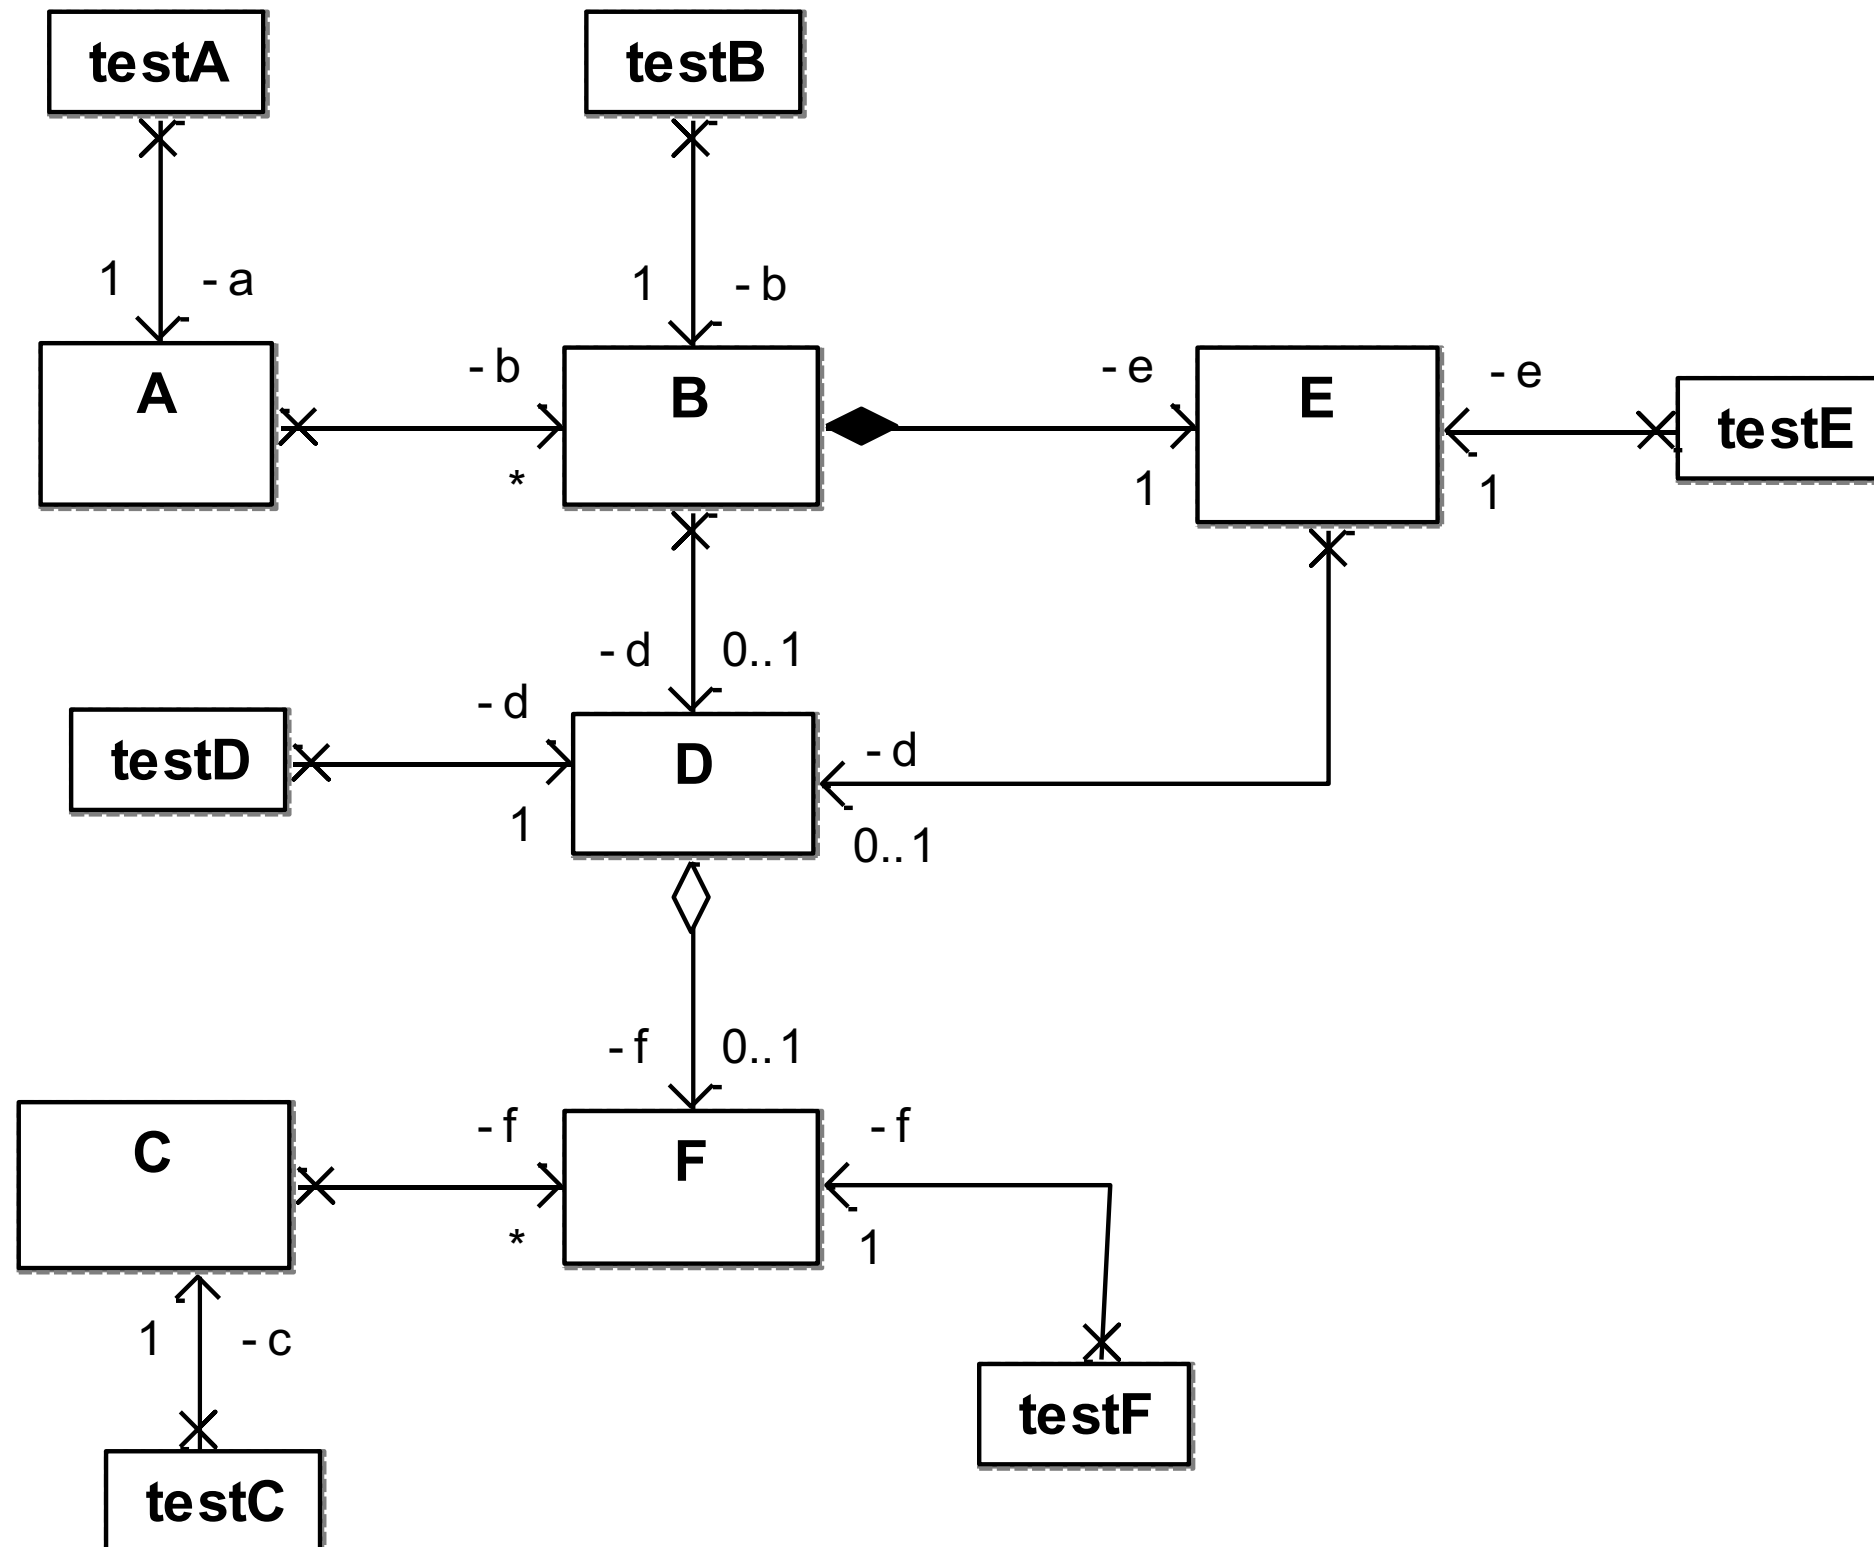 testA
testB
1 - a
1 - b
A
- b
*
B
- e
1
E
- e
1
testE
- d 0..1
testD
- d
1
D
- d
0..1
- f 0..1
C
- f
*
F
- f
1
1 - c
testF
testC